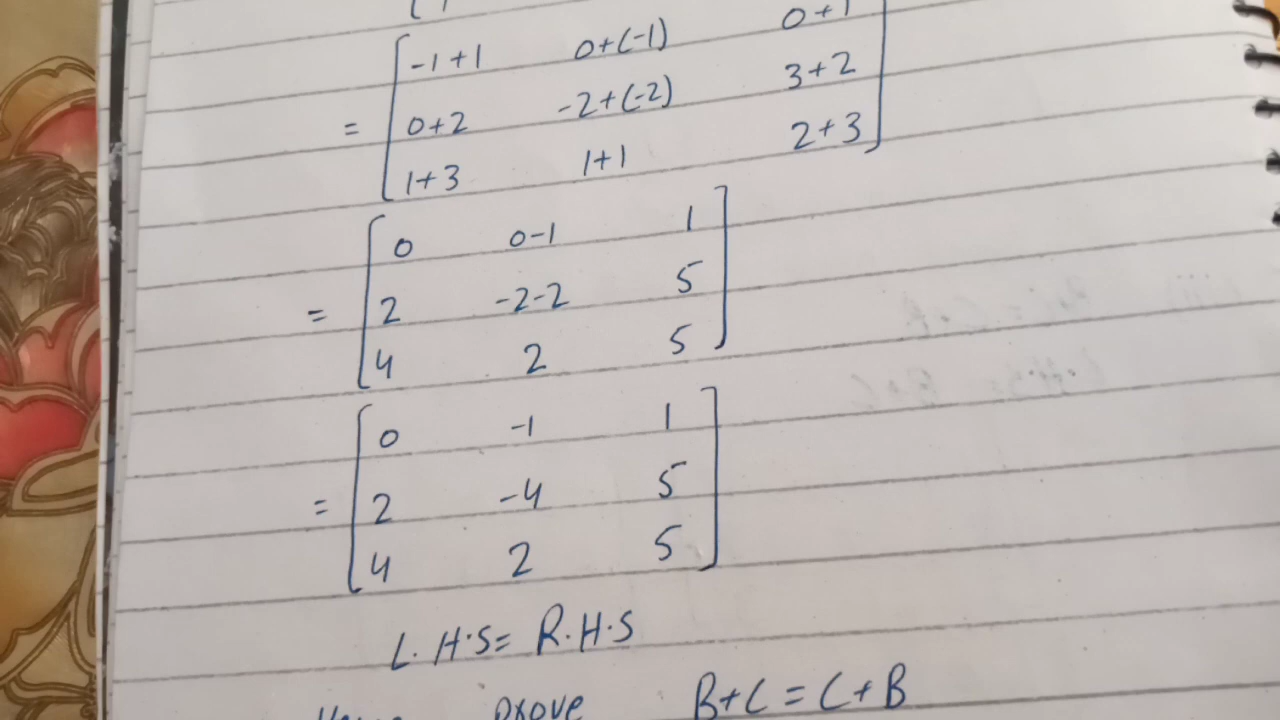 -1+1 0+(-1) 0+1
= 0+2 -2+(-2) 3+2
1+3 1+1 2+3
0 0-1 1
= 2 -2-2 5
4 2 5
0 -1 1
= 2 -4 5
4 2 5
L.H.S= R.H.S
prove B+C = C+B